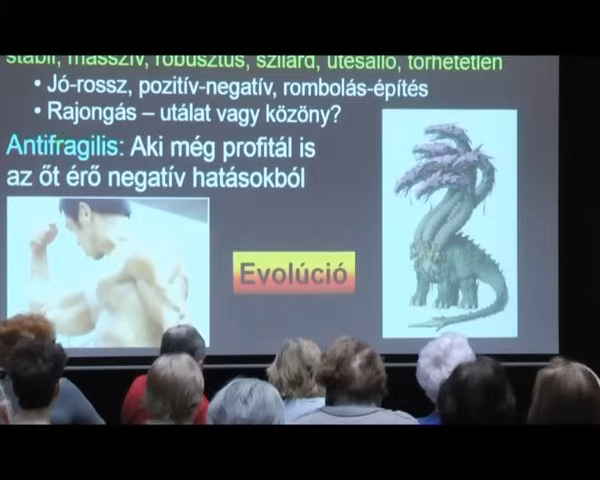 stabil, masszív, robusztus, szilárd, ütésálló, törhetetlen
• Jó-rossz, pozitív-negatív, rombolás-építés
• Rajongás – utálat vagy közöny?
Antifragilis: Aki még profitál is
az őt érő negatív hatásokból
Evolúció